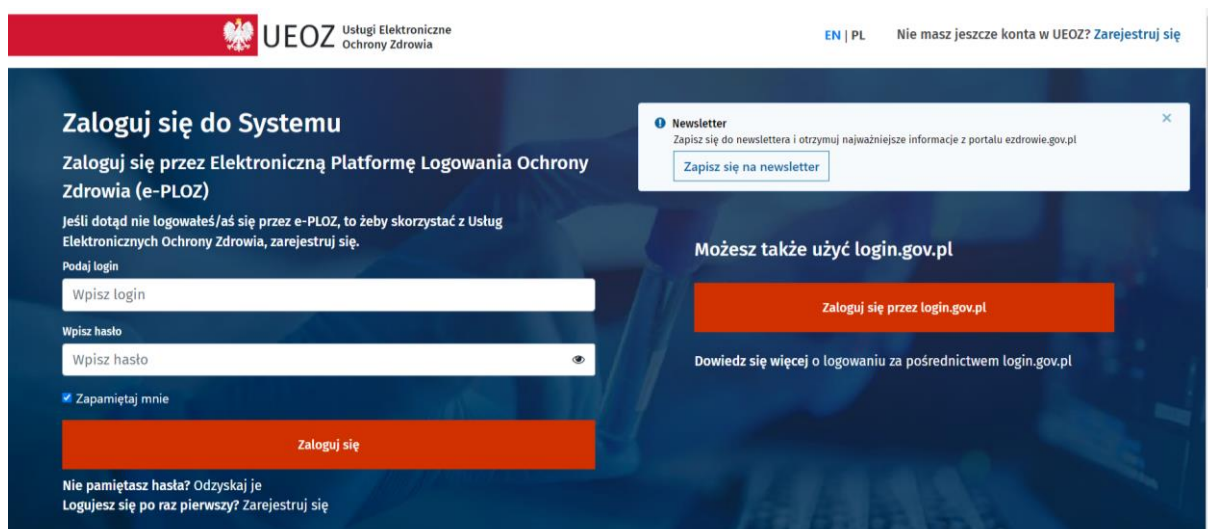 UEOZ Usługi Elektroniczne
Ochrony Zdrowia
EN | PL
Nie masz jeszcze konta w UEOZ? Zarejestruj się
Zaloguj się do Systemu
Zaloguj się przez Elektroniczną Platformę Logowania Ochrony
Zdrowia (e-PLOZ)
Jeśli dotąd nie logowałeś/aś się przez e-PLOZ, to żeby skorzystać z Usług
Elektronicznych Ochrony Zdrowia, zarejestruj się.
Podaj login
Wpisz login
Wpisz hasło
Wpisz hasło
Zapamiętaj mnie
Zaloguj się
Nie pamiętasz hasła? Odzyskaj je
Logujesz się po raz pierwszy? Zarejestruj się
Newsletter
Zapisz się do newslettera i otrzymuj najważniejsze informacje z portalu ezdrowie.gov.pl
Zapisz się na newsletter
Możesz także użyć login.gov.pl
Zaloguj się przez login.gov.pl
Dowiedz się więcej o logowaniu za pośrednictwem login.gov.pl